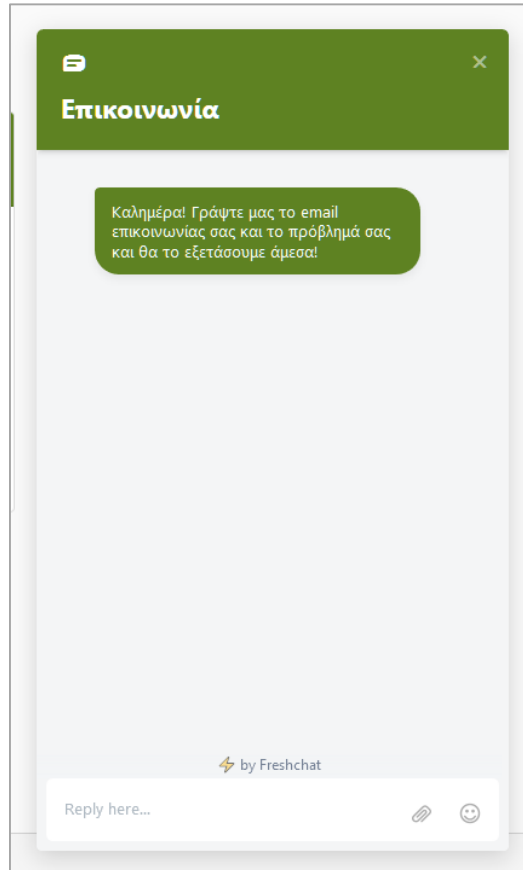 Επικοινωνία
Καλημέρα! Γράψτε μας το email
επικοινωνίας σας και το πρόβλημά σας
και θα το εξετάσουμε άμεσα!
by Freshchat
Reply here...